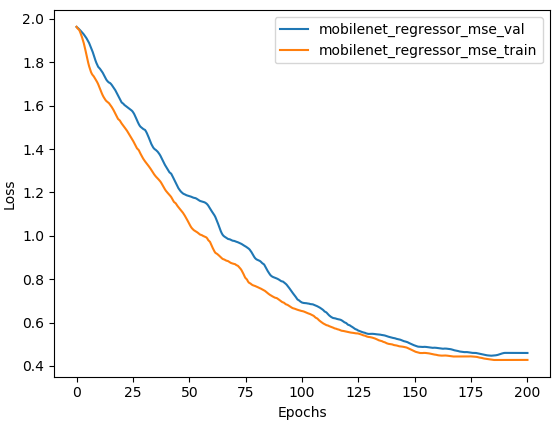 mobilenet_regressor_mse_val
mobilenet_regressor_mse_train
Loss
2.0
1.8
1.6
1.4
1.2
1.0
0.8
0.6
0.4
0 25 50 75 100 125 150 175 200
Epochs